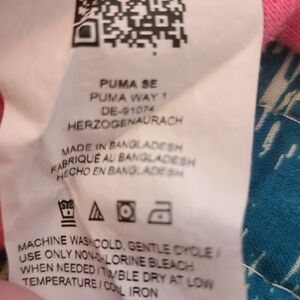 PUMA SE
PUMA WAY 1
DE-91074
HERZOGENAURACH
MADE IN BANGLADESH
FABRIQUÉ AU BANGLADESH
HECHO EN BANGLADESH
MACHINE WASH COLD, GENTLE CYCLE /
USE ONLY NON-CHLORINE BLEACH
WHEN NEEDED / TUMBLE DRY AT LOW
TEMPERATURE / COOL IRON